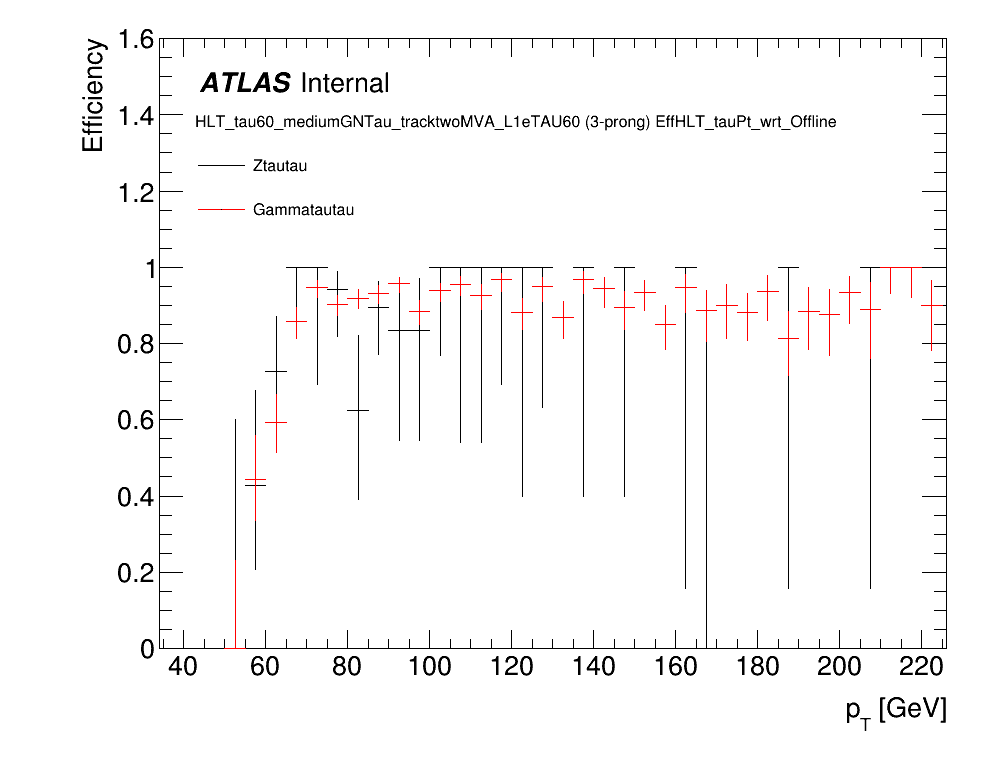 Efficiency
1.6
1.4
1.2
1
0.8
0.6
0.4
0.2
0
ATLAS Internal
HLT_tau60_mediumGNTau_tracktwoMVA_L1eTAU60 (3-prong) EffHLT_tauPt_wrt_Offline
Ztautau
Gammatautau
40 60 80 100 120 140 160 180 200 220
p_T [GeV]